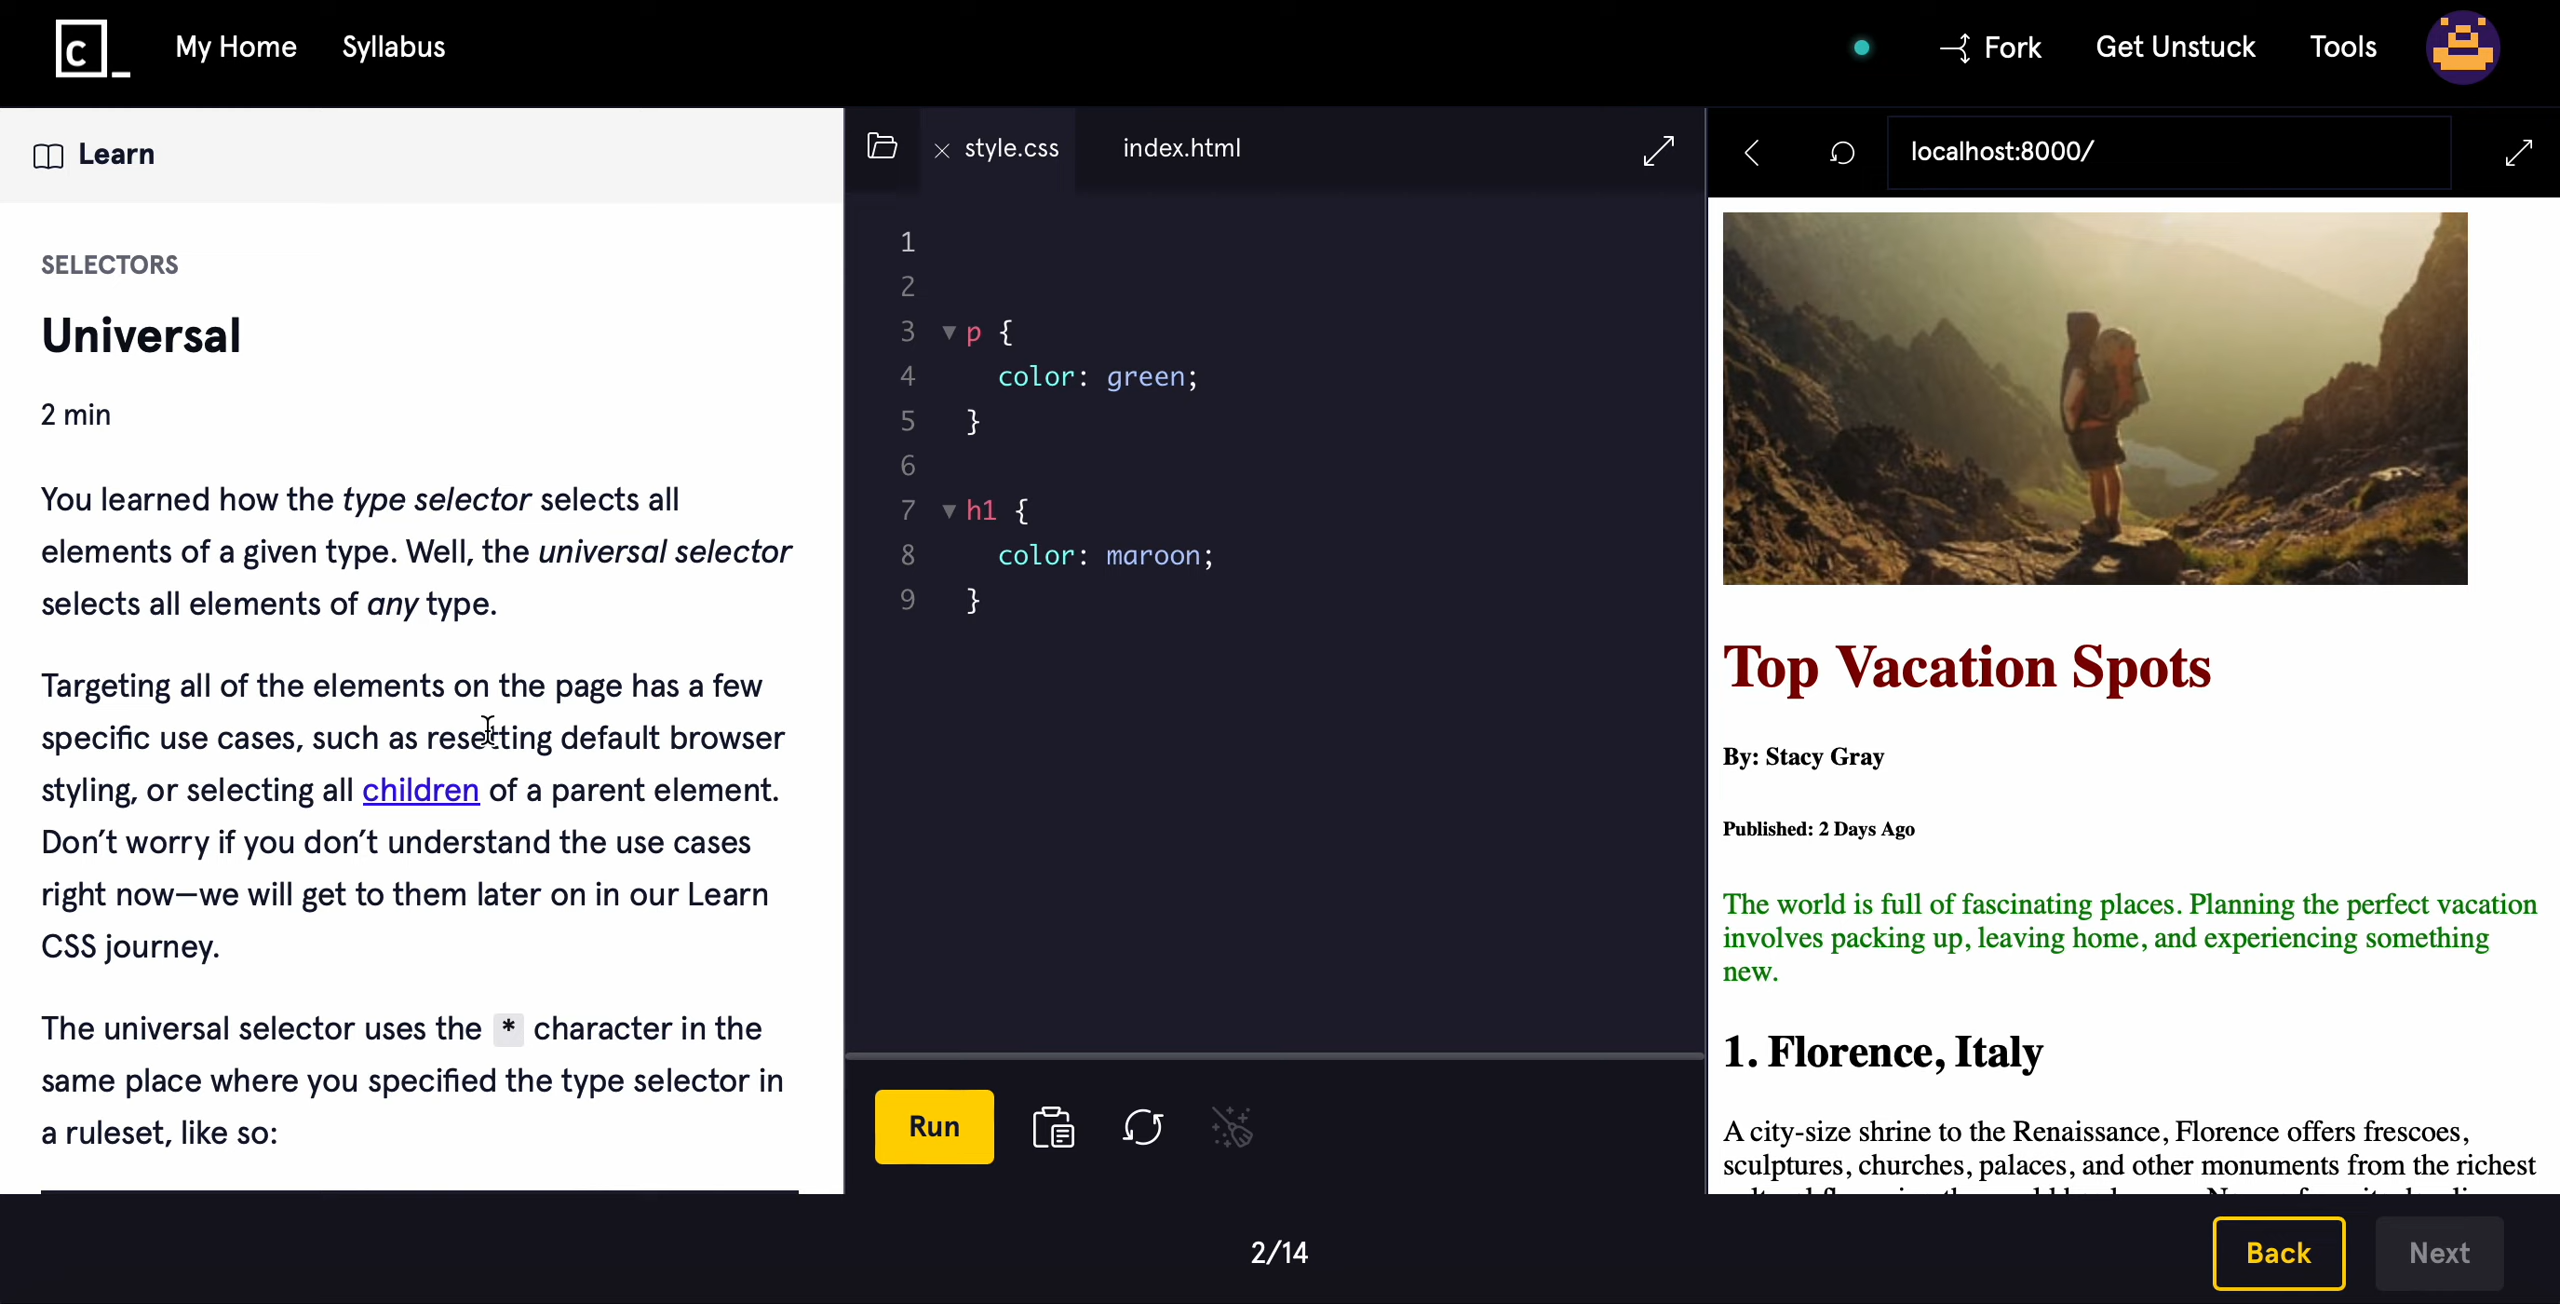 My Home
Syllabus
Fork
Get Unstuck
Tools
Learn
SELECTORS
Universal
2 min
You learned how the type selector selects all
elements of a given type. Well, the universal selector
selects all elements of any type.
Targeting all of the elements on the page has a few
specific use cases, such as resetting default browser
styling, or selecting all children of a parent element.
Don’t worry if you don’t understand the use cases
right now—we will get to them later on in our Learn
CSS journey.
The universal selector uses the * character in the
same place where you specified the type selector in
a ruleset, like so:
style.css
index.html
1
2
3 p {
4 color: green;
5 }
6
7 h1 {
8 color: maroon;
9 }
Run
localhost:8000/
Top Vacation Spots
By: Stacy Gray
Published: 2 Days Ago
The world is full of fascinating places. Planning the perfect vacation
involves packing up, leaving home, and experiencing something
new.
1. Florence, Italy
A city-size shrine to the Renaissance, Florence offers frescoes,
sculptures, churches, palaces, and other monuments from the richest
2/14
Back
Next